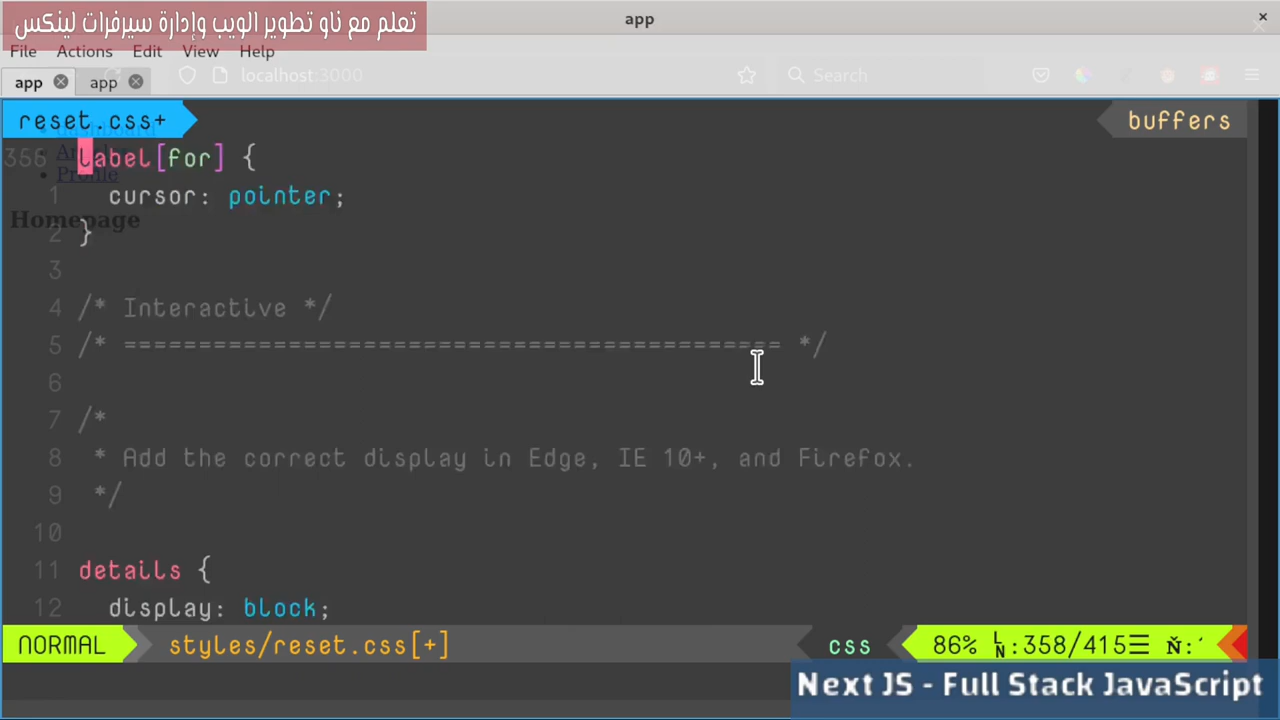 تعلم مع ناو تطوير الويب وإدارة سيرفرات لينكس
app
File Actions Edit View Help
app app
localhost:3000
Search
reset.css+
buffers
Profile
Homepage
356 label[for] {
1 cursor: pointer;
2 }
3
4 /* Interactive */
5 /* ============================================ */
6
7 /*
8 * Add the correct display in Edge, IE 10+, and Firefox.
9 */
10
11 details {
12 display: block;
NORMAL styles/reset.css[+] css 86% LN:358/415☰
Next JS - Full Stack JavaScript